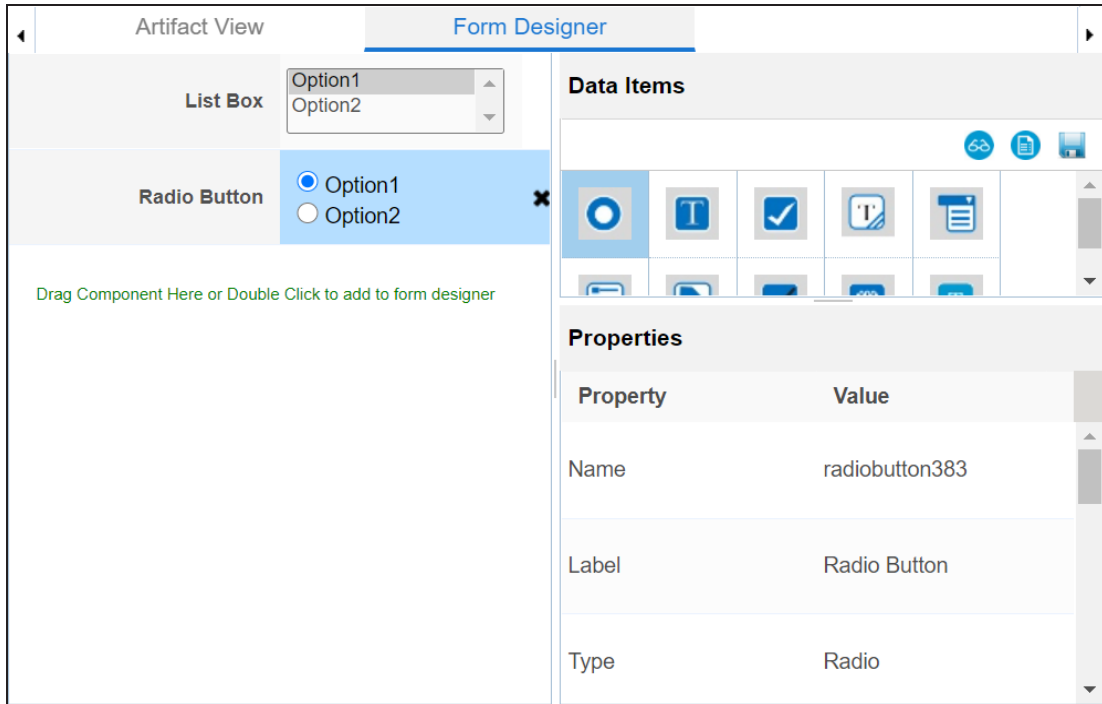 Artifact View
Form Designer
List Box
Option1
Option2
Radio Button
Option1
Option2
Drag Component Here or Double Click to add to form designer
Data Items
T
T
Properties
Property Value
Name radiobutton383
Label Radio Button
Type Radio